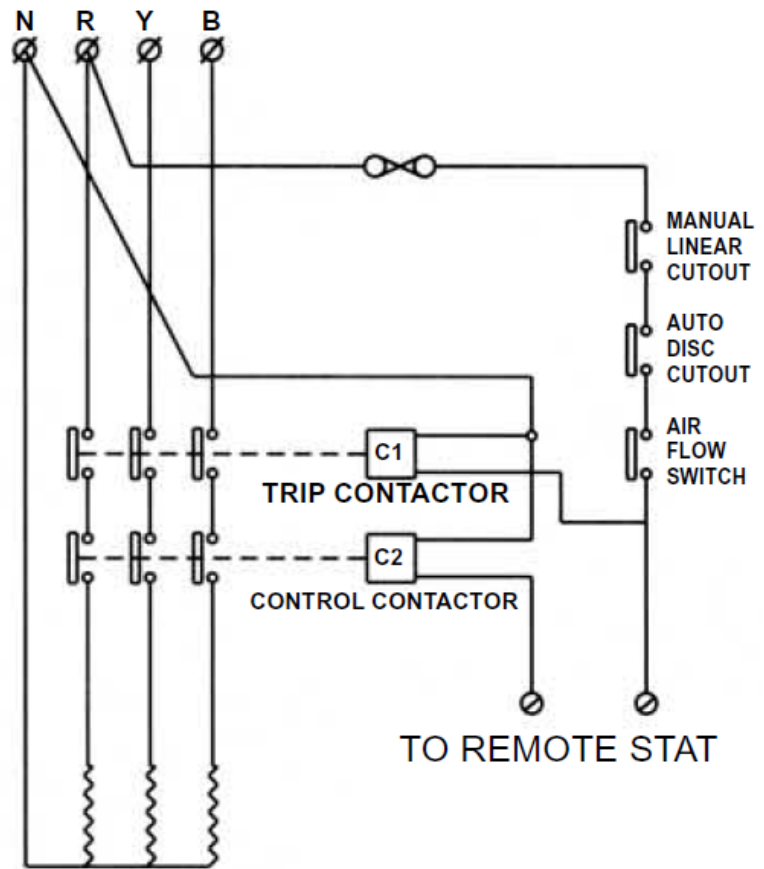 N R Y B
MANUAL
LINEAR
CUTOUT
AUTO
DISC
CUTOUT
AIR
FLOW
SWITCH
C1
TRIP CONTACTOR
C2
CONTROL CONTACTOR
TO REMOTE STAT